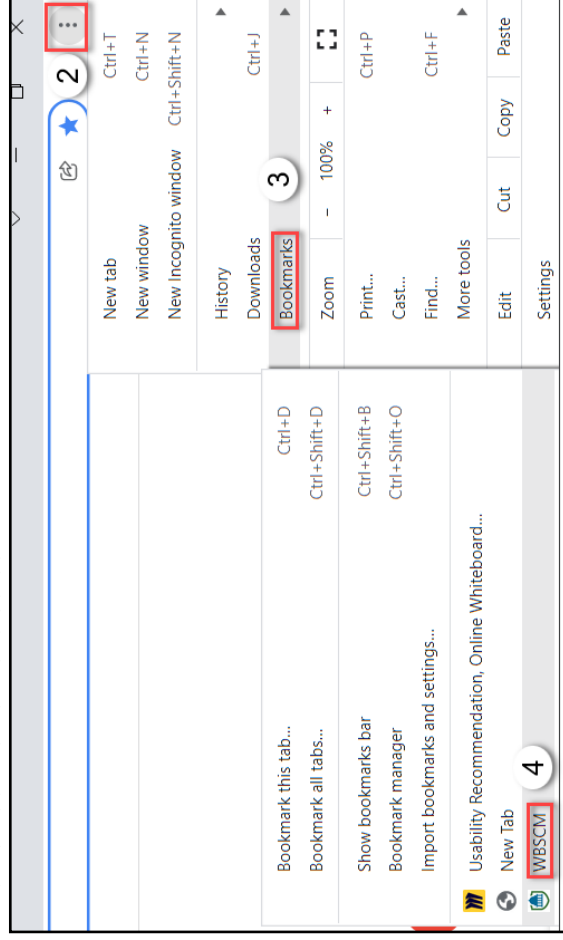 2
New tab Ctrl+T
New window Ctrl+N
New Incognito window Ctrl+Shift+N
History
Downloads Ctrl+J
Bookmarks 3
Zoom – 100% +
Print... Ctrl+P
Cast...
Find... Ctrl+F
More tools
Edit Cut Copy Paste
Settings
Bookmark this tab... Ctrl+D
Bookmark all tabs... Ctrl+Shift+D
Show bookmarks bar Ctrl+Shift+B
Bookmark manager Ctrl+Shift+O
Import bookmarks and settings...
Usability Recommendation, Online Whiteboard...
New Tab
WBSCM 4